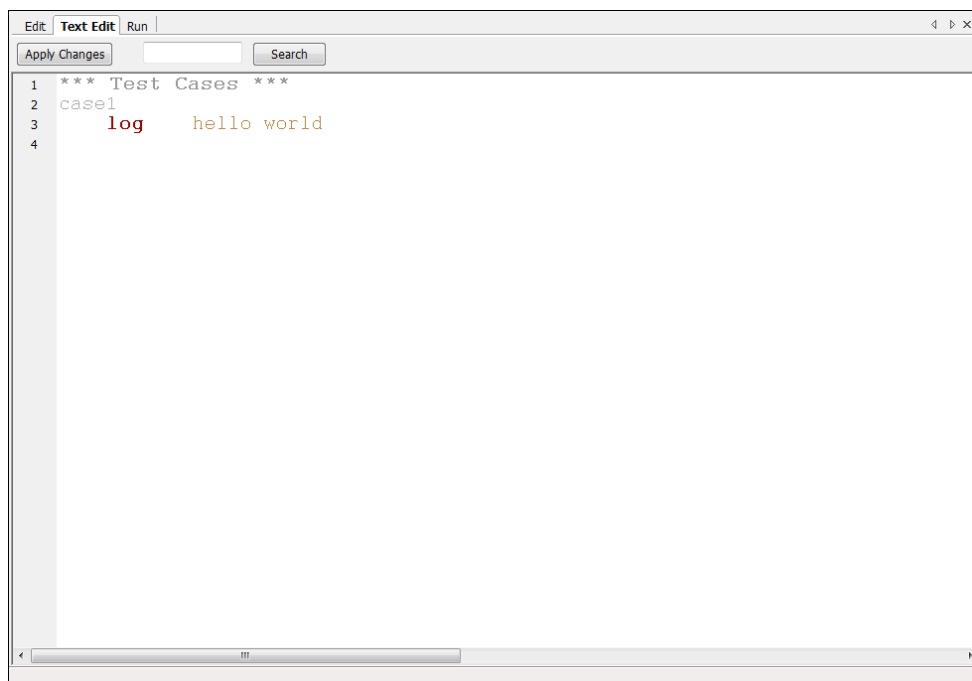 Edit Text Edit Run
Apply Changes Search
1 *** Test Cases ***
2 case1
3     log    hello world
4